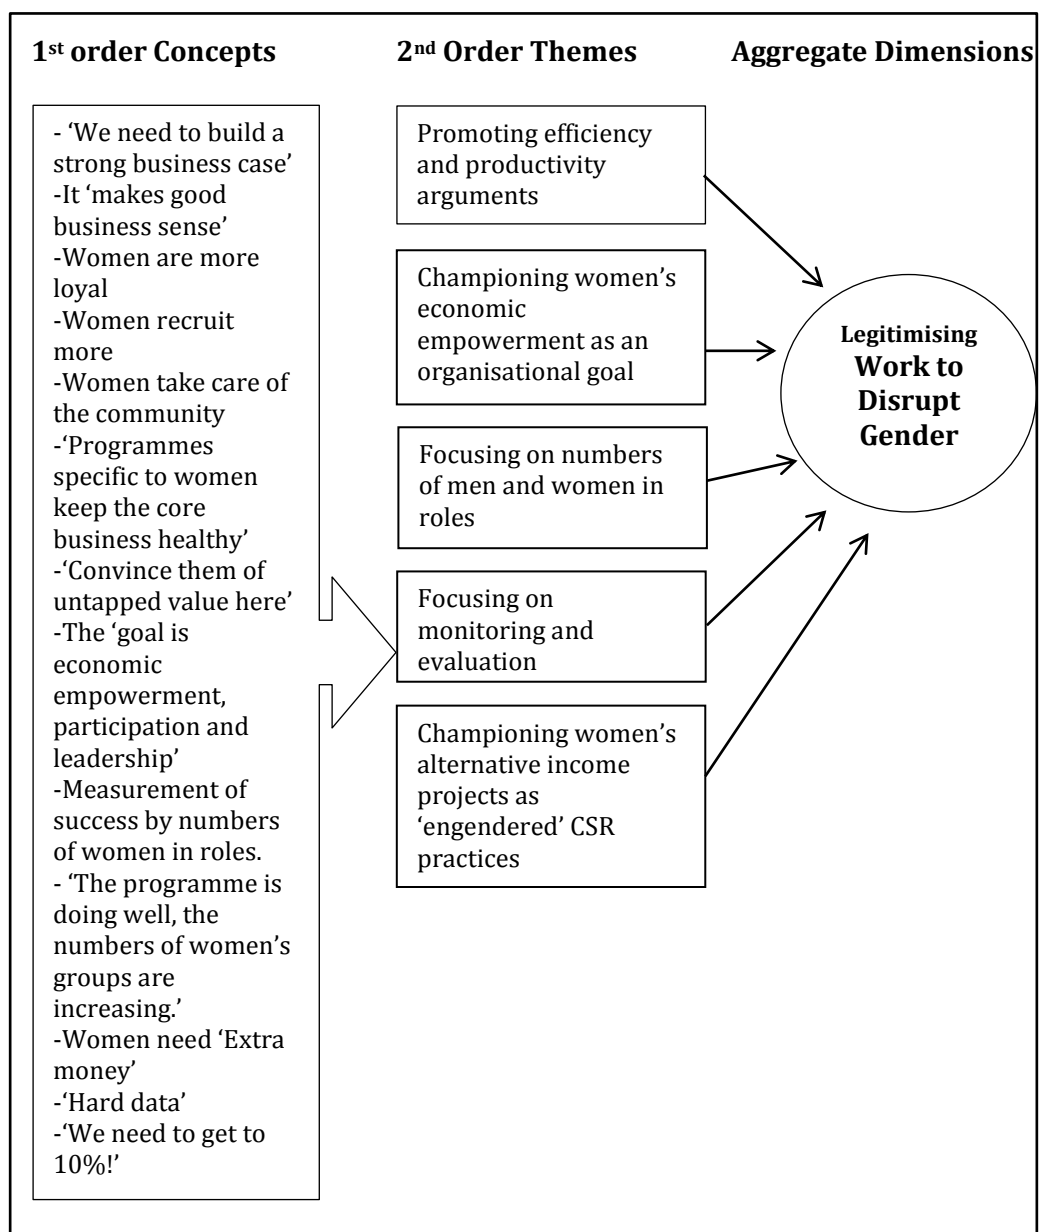 1st order Concepts
2nd Order Themes
Aggregate Dimensions
- ‘We need to build a
strong business case’
-It ‘makes good
business sense’
-Women are more
loyal
-Women recruit
more
-Women take care of
the community
-‘Programmes
specific to women
keep the core
business healthy’
-‘Convince them of
untapped value here’
-The ‘goal is
economic
empowerment,
participation and
leadership’
-Measurement of
success by numbers
of women in roles.
- ‘The programme is
doing well, the
numbers of women’s
groups are
increasing.’
-Women need ‘Extra
money’
-‘Hard data’
-‘We need to get to
10%!’
Promoting efficiency
and productivity
arguments
Championing women’s
economic
empowerment as an
organisational goal
Focusing on numbers
of men and women in
roles
Focusing on
monitoring and
evaluation
Championing women’s
alternative income
projects as
‘engendered’ CSR
practices
Legitimising
Work to
Disrupt
Gender